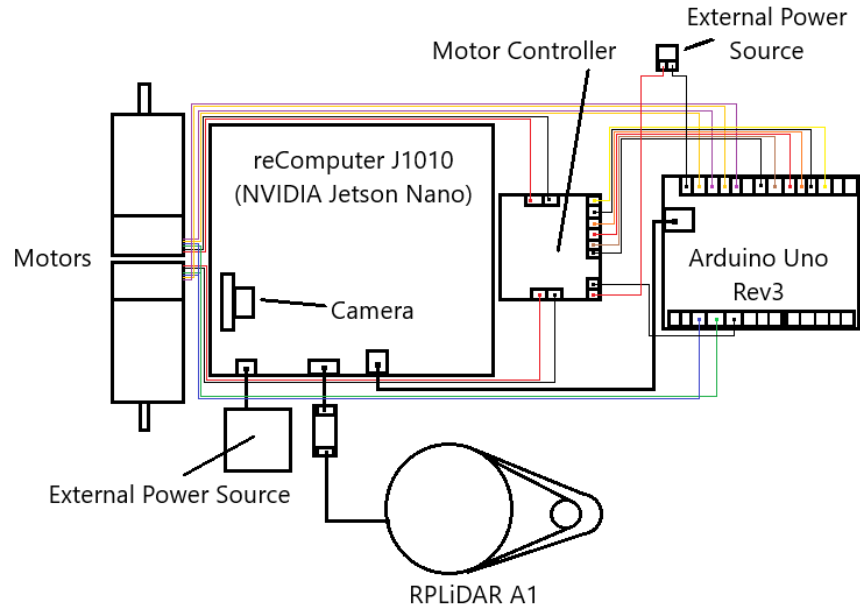 External Power
Source
Motor Controller
reComputer J1010
(NVIDIA Jetson Nano)
Motors
Arduino Uno
Rev3
Camera
External Power Source
RPLiDAR A1